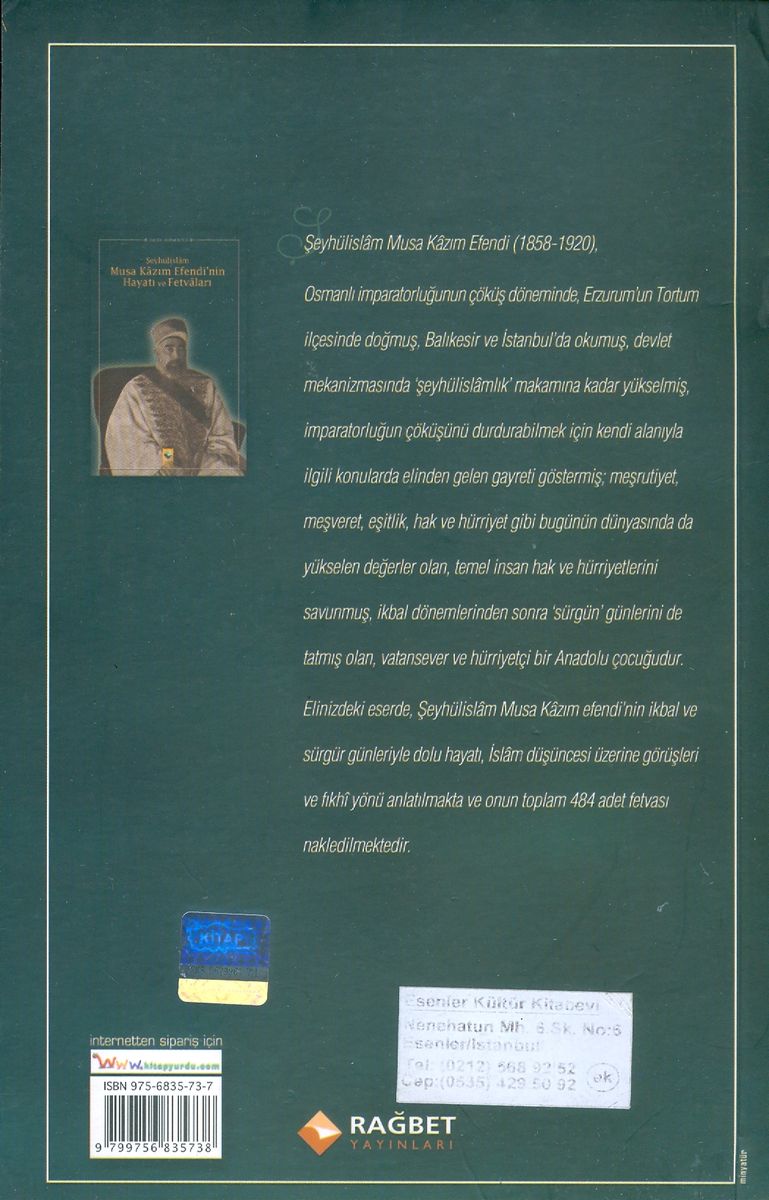 Şeyhülislâm
Musa Kâzım Efendi'nin
Hayatı ve Fetvâları
Şeyhülislâm Musa Kâzım Efendi (1858-1920),
Osmanlı imparatorluğunun çöküş döneminde, Erzurum'un Tortum
ilçesinde doğmuş, Balıkesir ve İstanbul'da okumuş, devlet
mekanizmasında 'şeyhülislâmlık' makamına kadar yükselmiş,
imparatorluğun çöküşünü durdurabilmek için kendi alanıyla
ilgili konularda elinden gelen gayreti göstermiş; meşrutiyet,
meşveret, eşitlik, hak ve hürriyet gibi bugünün dünyasında da
yükselen değerler olan, temel insan hak ve hürriyetlerini
savunmuş, ikbal dönemlerinden sonra 'sürgün' günlerini de
tatmış olan, vatansever ve hürriyetçi bir Anadolu çocuğudur.
Elinizdeki eserde, Şeyhülislâm Musa Kâzım efendi'nin ikbal ve
sürgür günleriyle dolu hayatı, İslâm düşüncesi üzerine görüşleri
ve fıkhî yönü anlatılmakta ve onun toplam 484 adet fetvası
nakledilmektedir.
KİTAP
Esenler Kültür Kitabevi
Nenehatun Mh. 6.Sk. No:6
Esenler/İstanbul
Tel: (0212) 568 92 52
Cep:(0535) 429 50 92
ek
internetten sipariş için
www.kitapyurdu.com
ISBN 975-6835-73-7
9 799756 835738
RAĞBET
YAYINLARI
minyatür